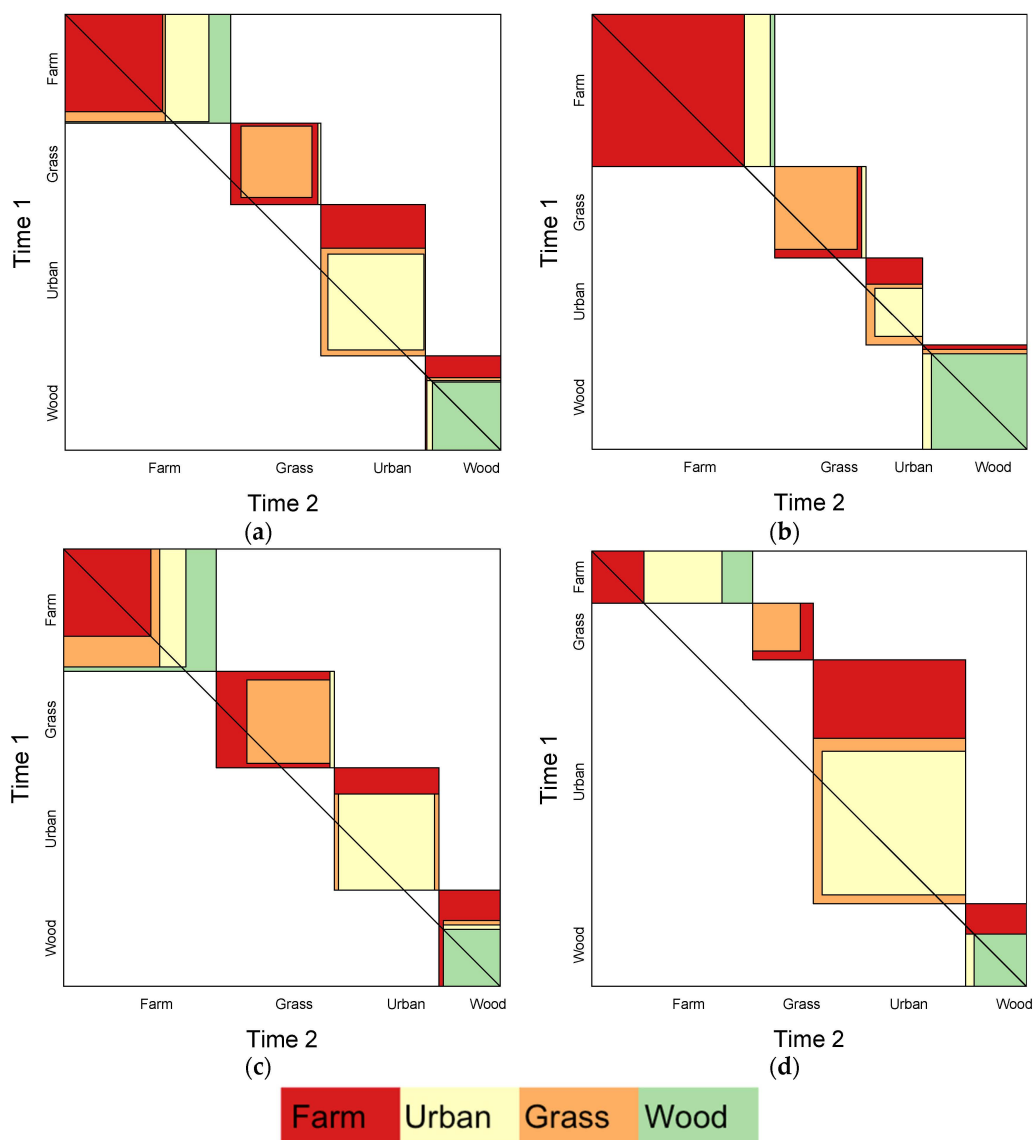 Farm
Grass
Urban
Wood
Time 1
Farm Grass Urban Wood
Time 2
(a)
Farm
Grass
Urban
Wood
Time 1
Farm Grass Urban Wood
Time 2
(b)
Farm
Grass
Urban
Wood
Time 1
Farm Grass Urban Wood
Time 2
(c)
Farm
Grass
Urban
Wood
Time 1
Farm Grass Urban Wood
Time 2
(d)
Farm Urban Grass Wood